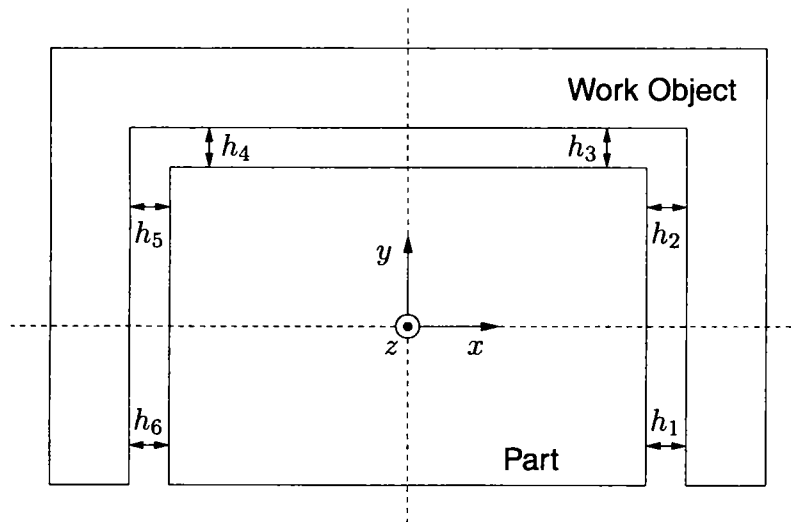 Work Object
h₄ h₃
h₅ h₂
y
z x
h₆ h₁
Part